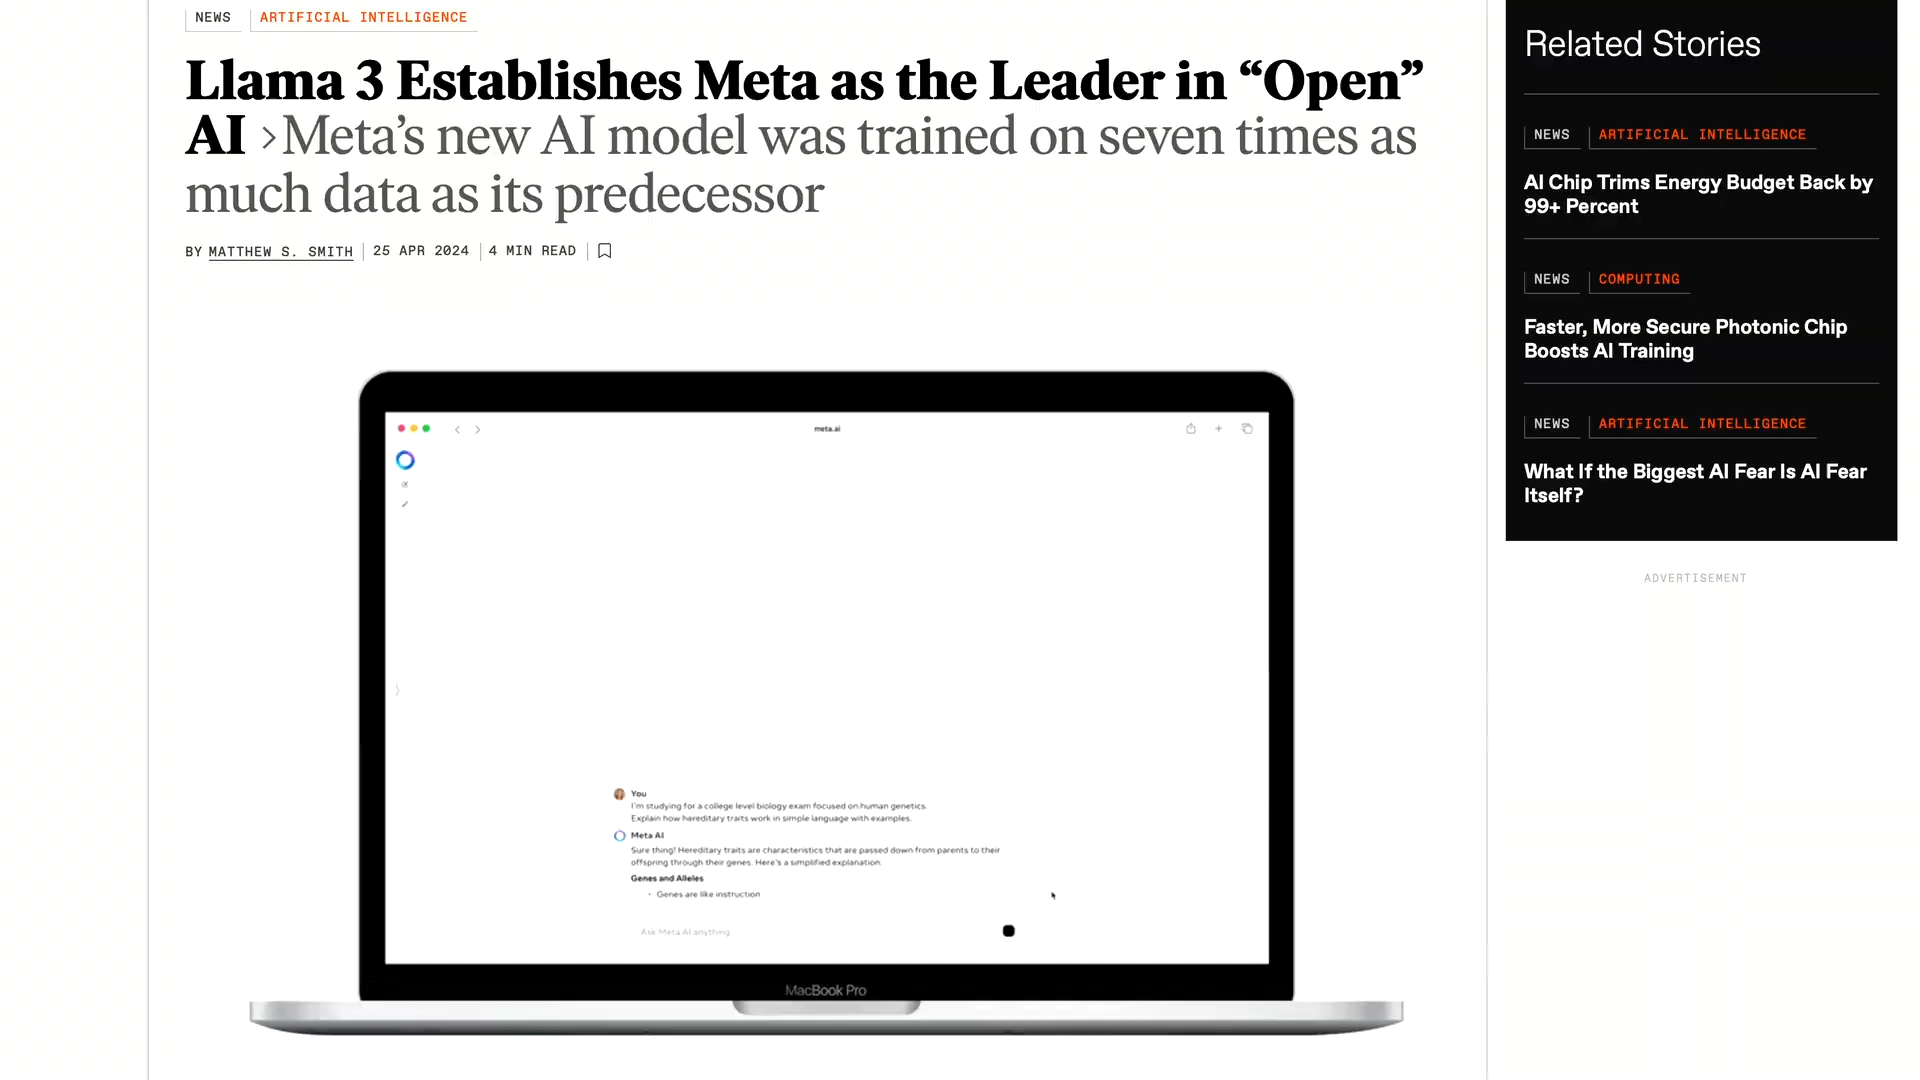 NEWS ARTIFICIAL INTELLIGENCE
Llama 3 Establishes Meta as the Leader in “Open”
AI ›Meta’s new AI model was trained on seven times as
much data as its predecessor
BY MATTHEW S. SMITH 25 APR 2024 4 MIN READ
meta.ai
You
I'm studying for a college level biology exam focused on human genetics.
Explain how hereditary traits work in simple language with examples.
Meta AI
Sure thing! Hereditary traits are characteristics that are passed down from parents to their
offspring through their genes. Here's a simplified explanation:
Genes and Alleles
• Genes are like instruction
Ask Meta AI anything
MacBook Pro
Related Stories
NEWS ARTIFICIAL INTELLIGENCE
AI Chip Trims Energy Budget Back by
99+ Percent
NEWS COMPUTING
Faster, More Secure Photonic Chip
Boosts AI Training
NEWS ARTIFICIAL INTELLIGENCE
What If the Biggest AI Fear Is AI Fear
Itself?
ADVERTISEMENT